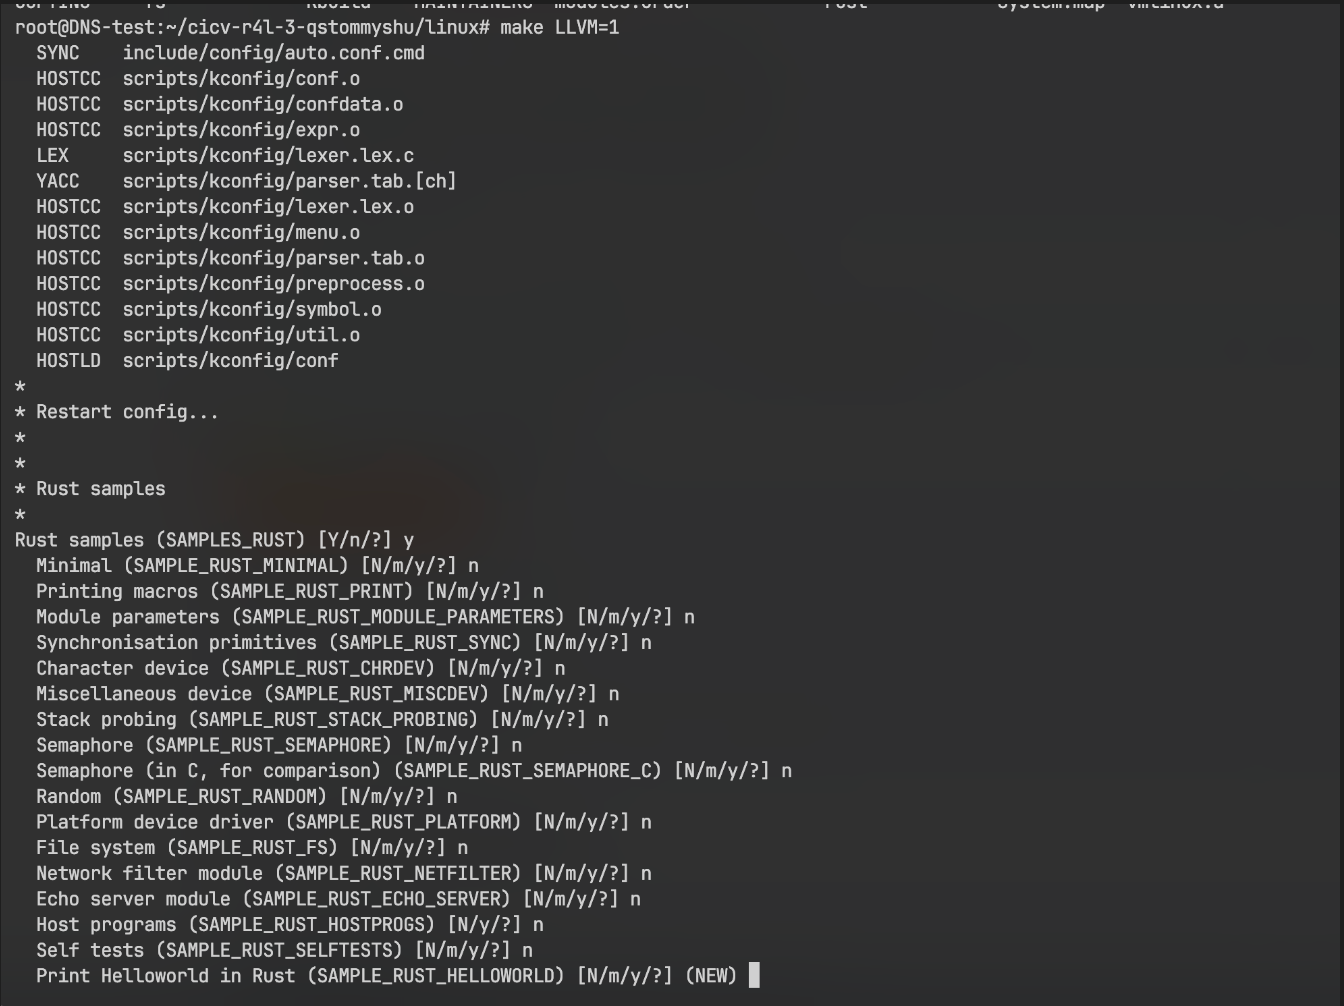 root@DNS-test:~/cicv-r4l-3-qstommyshu/linux# make LLVM=1
  SYNC    include/config/auto.conf.cmd
  HOSTCC  scripts/kconfig/conf.o
  HOSTCC  scripts/kconfig/confdata.o
  HOSTCC  scripts/kconfig/expr.o
  LEX     scripts/kconfig/lexer.lex.c
  YACC    scripts/kconfig/parser.tab.[ch]
  HOSTCC  scripts/kconfig/lexer.lex.o
  HOSTCC  scripts/kconfig/menu.o
  HOSTCC  scripts/kconfig/parser.tab.o
  HOSTCC  scripts/kconfig/preprocess.o
  HOSTCC  scripts/kconfig/symbol.o
  HOSTCC  scripts/kconfig/util.o
  HOSTLD  scripts/kconfig/conf
*
* Restart config...
*
*
* Rust samples
*
Rust samples (SAMPLES_RUST) [Y/n/?] y
  Minimal (SAMPLE_RUST_MINIMAL) [N/m/y/?] n
  Printing macros (SAMPLE_RUST_PRINT) [N/m/y/?] n
  Module parameters (SAMPLE_RUST_MODULE_PARAMETERS) [N/m/y/?] n
  Synchronisation primitives (SAMPLE_RUST_SYNC) [N/m/y/?] n
  Character device (SAMPLE_RUST_CHRDEV) [N/m/y/?] n
  Miscellaneous device (SAMPLE_RUST_MISCDEV) [N/m/y/?] n
  Stack probing (SAMPLE_RUST_STACK_PROBING) [N/m/y/?] n
  Semaphore (SAMPLE_RUST_SEMAPHORE) [N/m/y/?] n
  Semaphore (in C, for comparison) (SAMPLE_RUST_SEMAPHORE_C) [N/m/y/?] n
  Random (SAMPLE_RUST_RANDOM) [N/m/y/?] n
  Platform device driver (SAMPLE_RUST_PLATFORM) [N/m/y/?] n
  File system (SAMPLE_RUST_FS) [N/m/y/?] n
  Network filter module (SAMPLE_RUST_NETFILTER) [N/m/y/?] n
  Echo server module (SAMPLE_RUST_ECHO_SERVER) [N/m/y/?] n
  Host programs (SAMPLE_RUST_HOSTPROGS) [N/y/?] n
  Self tests (SAMPLE_RUST_SELFTESTS) [N/m/y/?] n
  Print Helloworld in Rust (SAMPLE_RUST_HELLOWORLD) [N/m/y/?] (NEW)